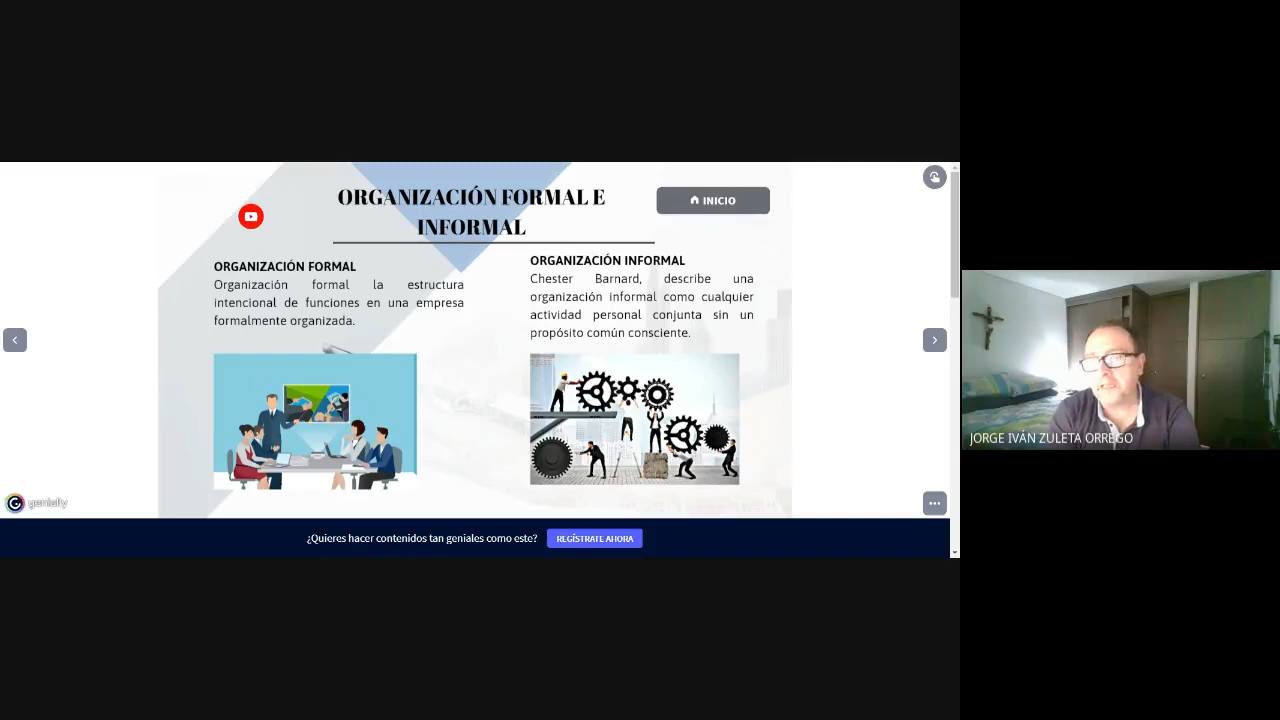 ORGANIZACIÓN FORMAL E
INFORMAL
INICIO
ORGANIZACIÓN FORMAL
Organización formal la estructura
intencional de funciones en una empresa
formalmente organizada.
ORGANIZACIÓN INFORMAL
Chester Barnard, describe una
organización informal como cualquier
actividad personal conjunta sin un
propósito común consciente.
genially
¿Quieres hacer contenidos tan geniales como este?
REGÍSTRATE AHORA
JORGE IVÁN ZULETA ORREGO